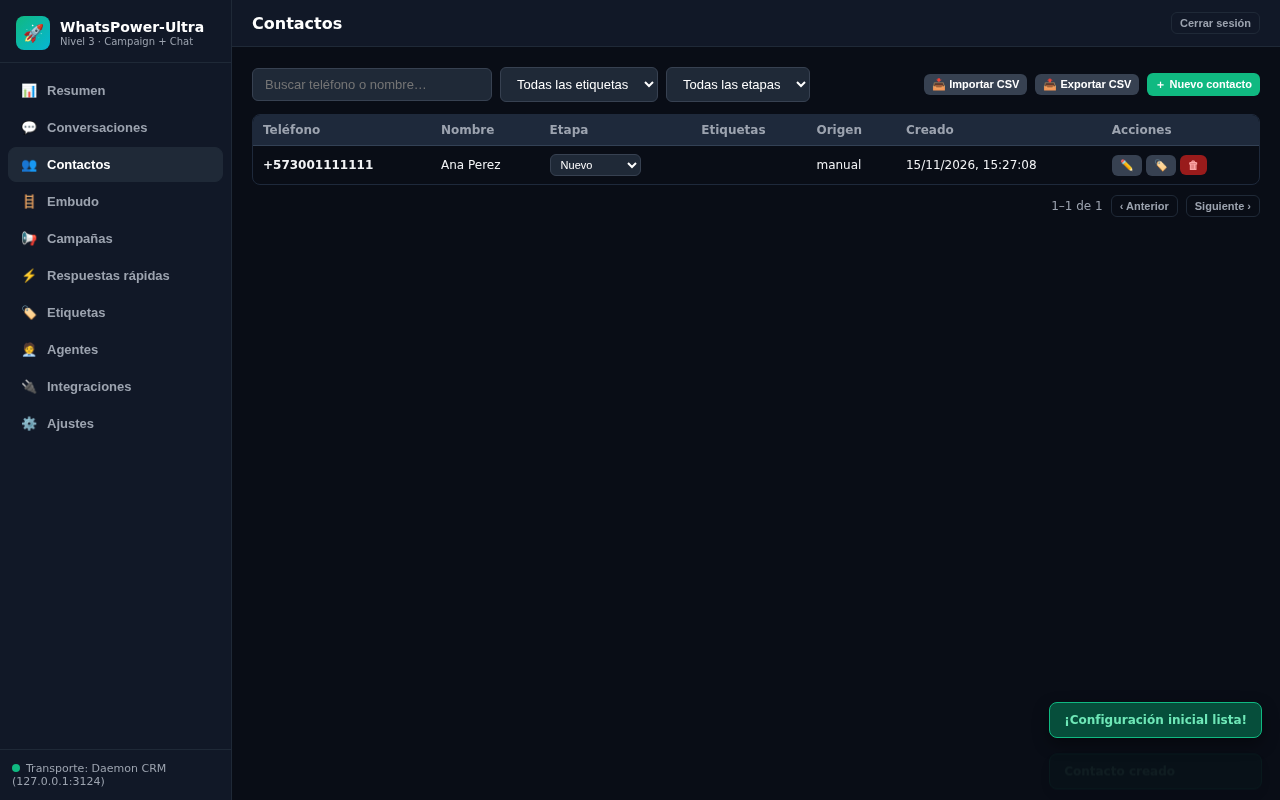 WhatsPower-Ultra
Nivel 3 · Campaign + Chat
Resumen
Conversaciones
Contactos
Embudo
Campañas
Respuestas rápidas
Etiquetas
Agentes
Integraciones
Ajustes
Transporte: Daemon CRM
(127.0.0.1:3124)
Contactos
Cerrar sesión
Buscar teléfono o nombre…
Todas las etiquetas
Todas las etapas
Importar CSV
Exportar CSV
+ Nuevo contacto
Teléfono Nombre Etapa Etiquetas Origen Creado Acciones
+573001111111 Ana Perez Nuevo manual 15/11/2026, 15:27:08
1–1 de 1 ‹ Anterior Siguiente ›
¡Configuración inicial lista!
Contacto creado